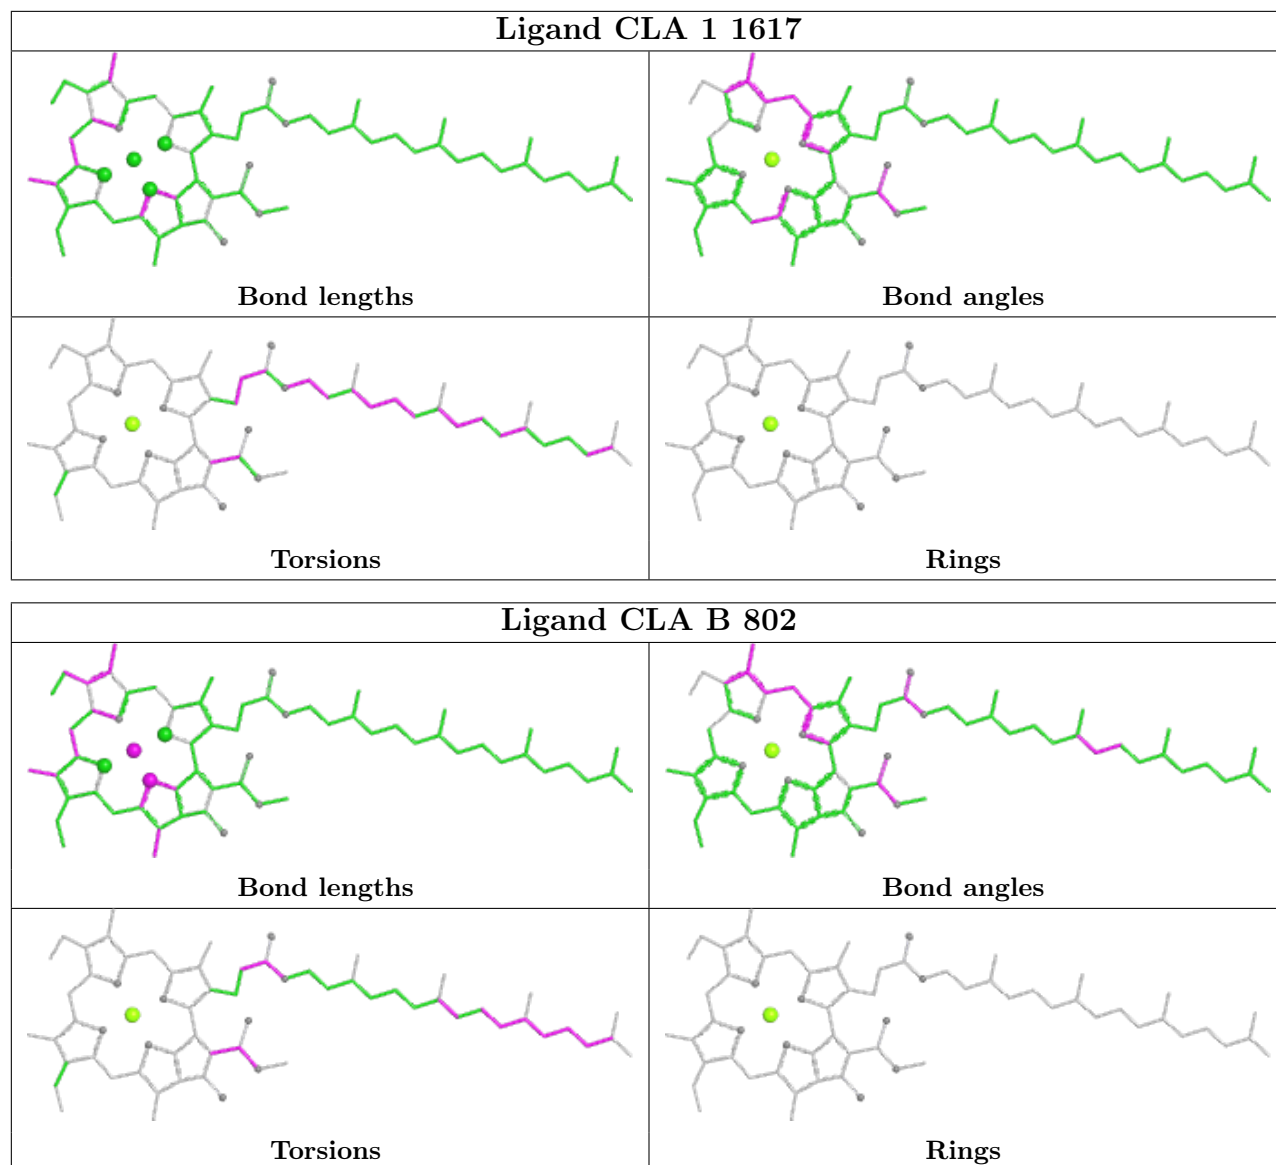 Ligand CLA 1 1617
Bond lengths
Bond angles
Torsions
Rings
Ligand CLA B 802
Bond lengths
Bond angles
Torsions
Rings